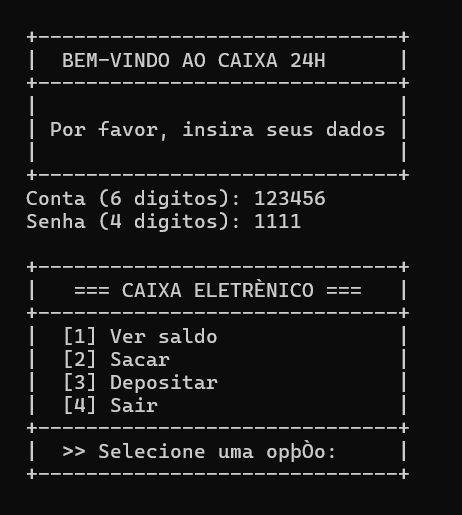 +------------------------------+
|  BEM-VINDO AO CAIXA 24H      |
+------------------------------+
|                              |
| Por favor, insira seus dados |
|                              |
+------------------------------+
Conta (6 digitos): 123456
Senha (4 digitos): 1111

+------------------------------+
|   === CAIXA ELETRÈNICO ===   |
+------------------------------+
|  [1] Ver saldo               |
|  [2] Sacar                   |
|  [3] Depositar               |
|  [4] Sair                    |
+------------------------------+
|  >> Selecione uma opþÒo:     |
+------------------------------+